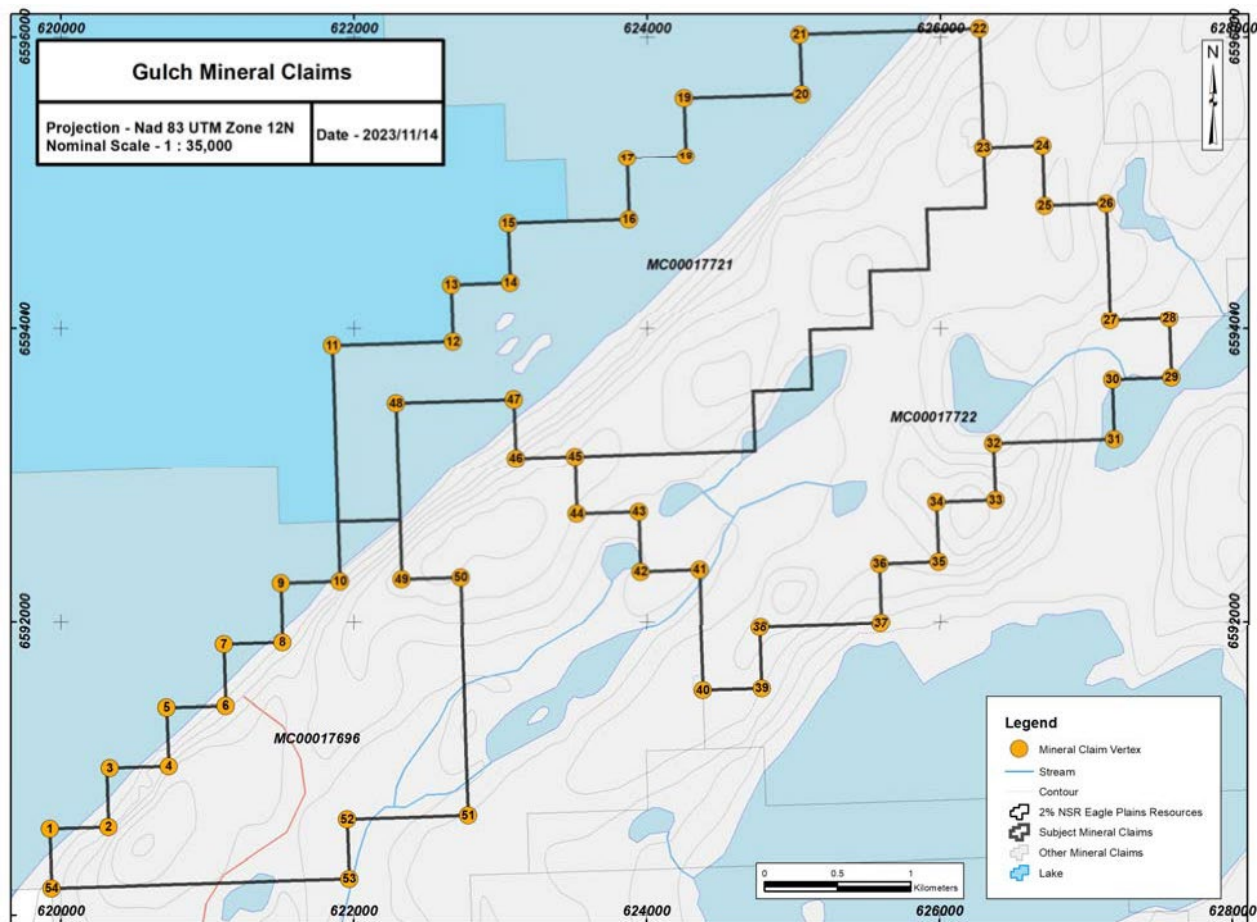 620000 622000 624000 626000 628000
6596000 6596000
Gulch Mineral Claims
Projection - Nad 83 UTM Zone 12N
Nominal Scale - 1 : 35,000
Date - 2023/11/14
N
21 22
19 20
23 24
17 18
25 26
15 16
MC00017721
13 14
6594000 6594000
27 28
11 12
30 29
48 47
MC00017722
32 31
46 45
44 43
34 33
49 50
42 41
36 35
9 10
6592000 6592000
7 8
37
40 39
5 6
MC00017696
3 4
1 2
52 51
54 53
Legend
Mineral Claim Vertex
Stream
Contour
2% NSR Eagle Plains Resources
Subject Mineral Claims
Other Mineral Claims
Lake
0 0.5 1
Kilometers
620000 622000 624000 626000 628000